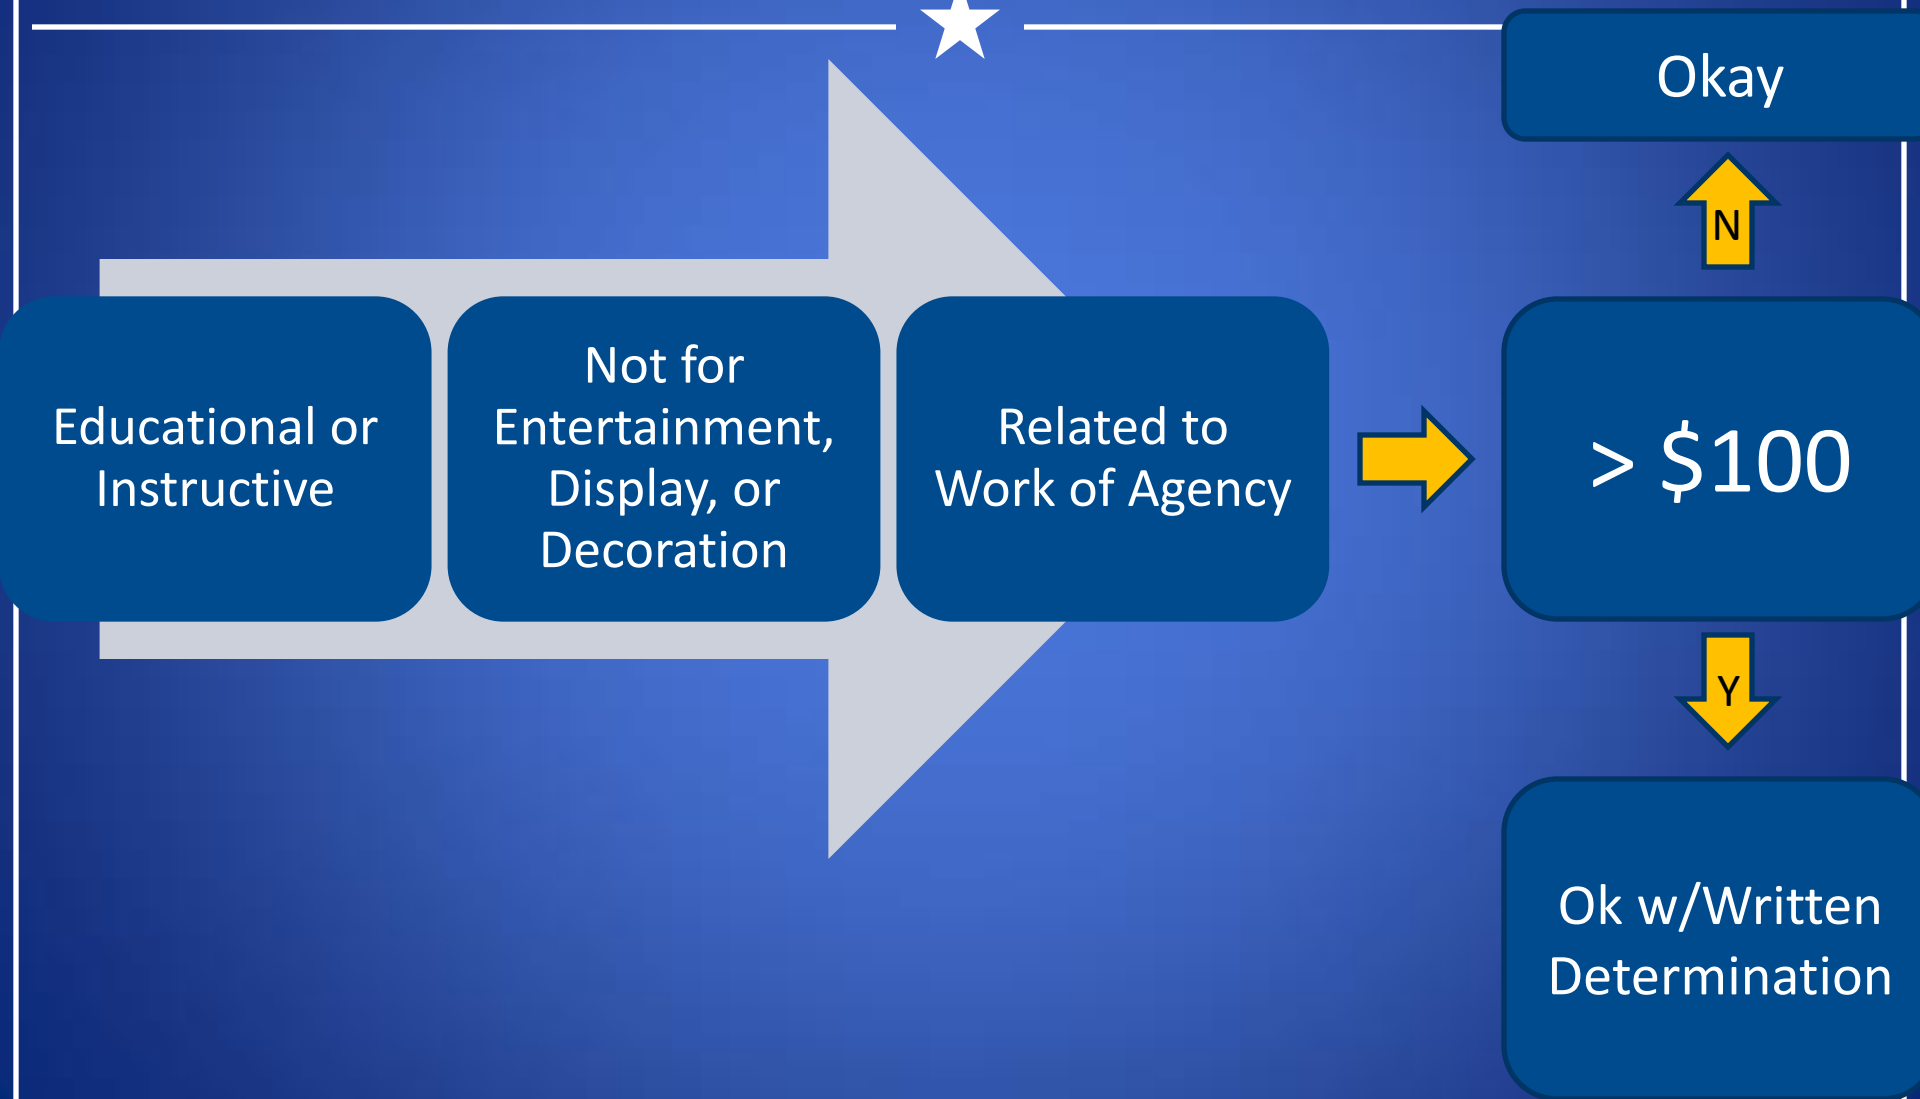 Educational or
Instructive
Not for
Entertainment,
Display, or
Decoration
Related to
Work of Agency
> $100
N
Okay
Y
Ok w/Written
Determination